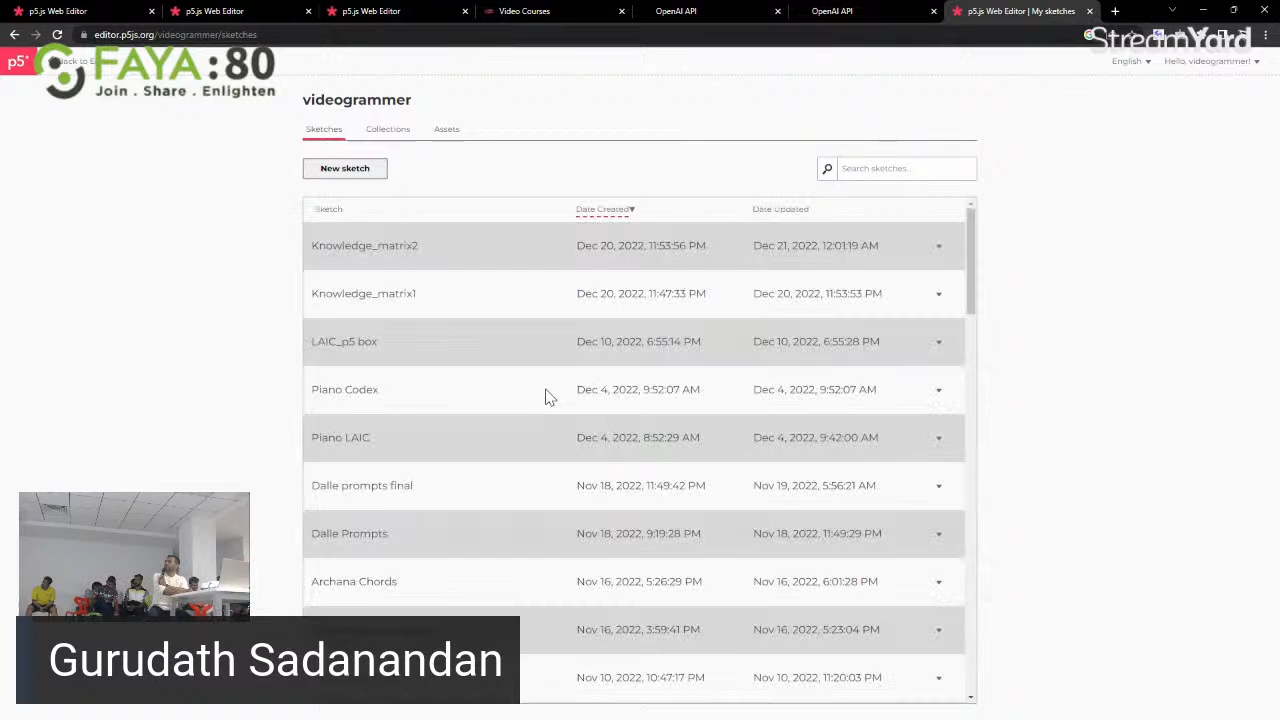 p5.js Web Editor
p5.js Web Editor
p5.js Web Editor
Video Courses
OpenAI API
OpenAI API
p5.js Web Editor | My sketches
editor.p5js.org/videogrammer/sketches
StreamYard
p5*
Back to
English
Hello, videogrammer!
FAYA:80
Join . Share . Enlighten
videogrammer
Sketches
Collections
Assets
New sketch
Search sketches...
Sketch
Date Created
Date Updated
Knowledge_matrix2
Dec 20, 2022, 11:53:56 PM
Dec 21, 2022, 12:01:19 AM
Knowledge_matrix1
Dec 20, 2022, 11:47:33 PM
Dec 20, 2022, 11:53:53 PM
LAIC_p5 box
Dec 10, 2022, 6:55:14 PM
Dec 10, 2022, 6:55:28 PM
Piano Codex
Dec 4, 2022, 9:52:07 AM
Dec 4, 2022, 9:52:07 AM
Piano LAIC
Dec 4, 2022, 8:52:29 AM
Dec 4, 2022, 9:42:00 AM
Dalle prompts final
Nov 18, 2022, 11:49:42 PM
Nov 19, 2022, 5:56:21 AM
Dalle Prompts
Nov 18, 2022, 9:19:28 PM
Nov 18, 2022, 11:49:29 PM
Archana Chords
Nov 16, 2022, 5:26:29 PM
Nov 16, 2022, 6:01:28 PM
Nov 16, 2022, 3:59:41 PM
Nov 16, 2022, 5:23:04 PM
Nov 10, 2022, 10:47:17 PM
Nov 10, 2022, 11:20:03 PM
Gurudath Sadanandan